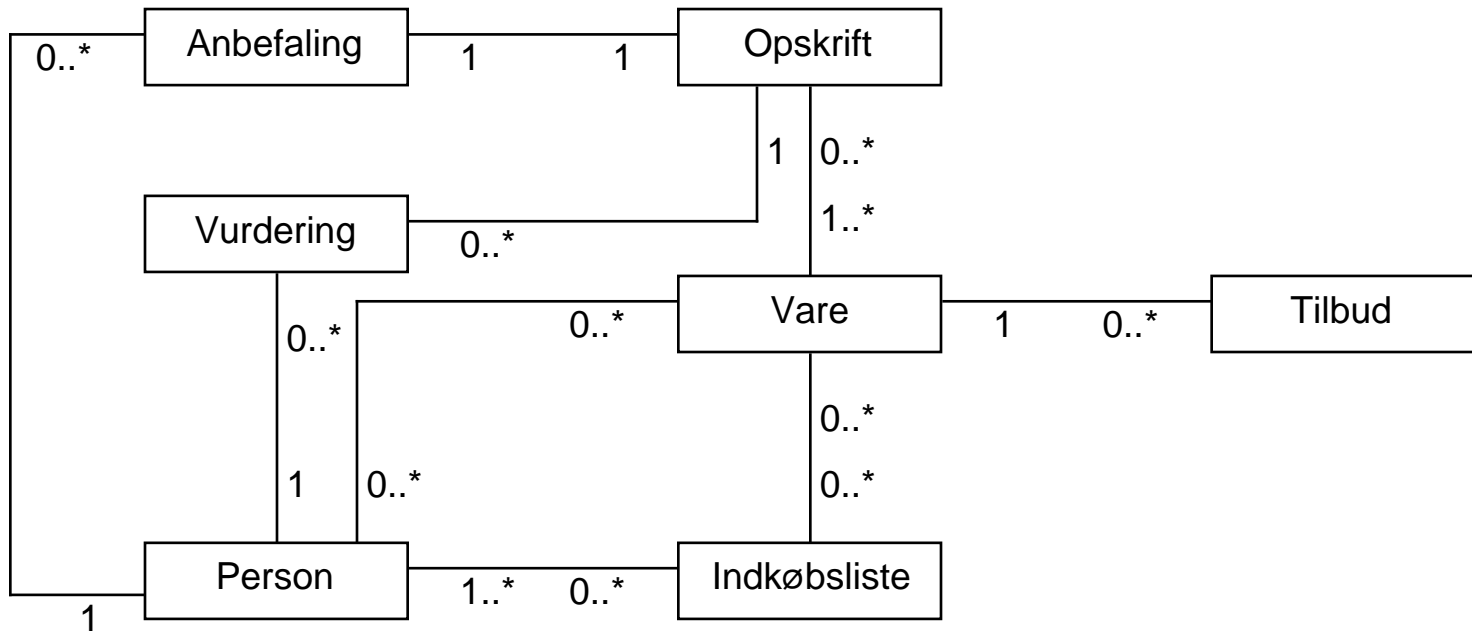 Anbefaling
Opskrift
0..*
1
1
1
0..*
Vurdering
1..*
0..*
Vare
Tilbud
0..*
0..*
1
0..*
0..*
1
0..*
0..*
Person
Indkøbsliste
1..*
0..*
1